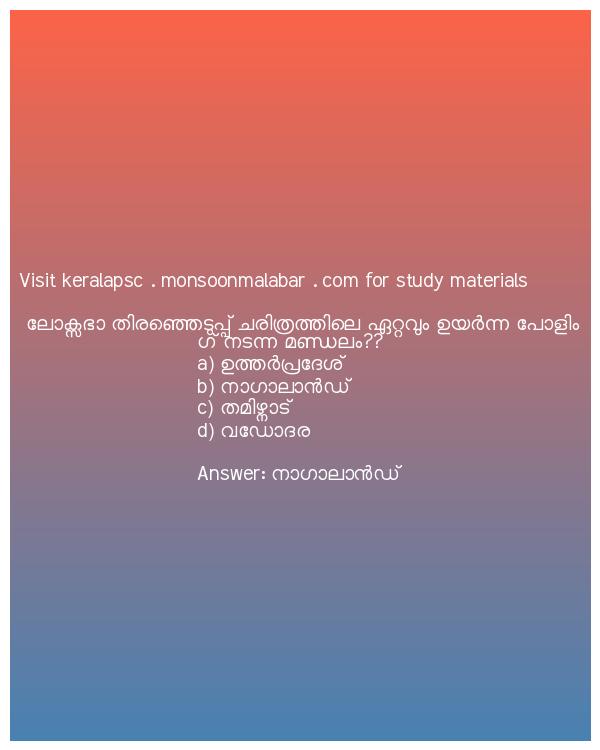 Visit keralapsc . monsoonmalabar . com for study materials
ലോക്സഭാ തിരഞ്ഞെടുപ്പ് ചരിത്രത്തിലെ ഏറ്റവും ഉയർന്ന പോളിം
ഗ് നടന്ന മണ്ഡലം??
a) ഉത്തർപ്രദേശ്
b) നാഗാലാൻഡ്
c) തമിഴ്നാട്
d) വഡോദര
Answer: നാഗാലാൻഡ്